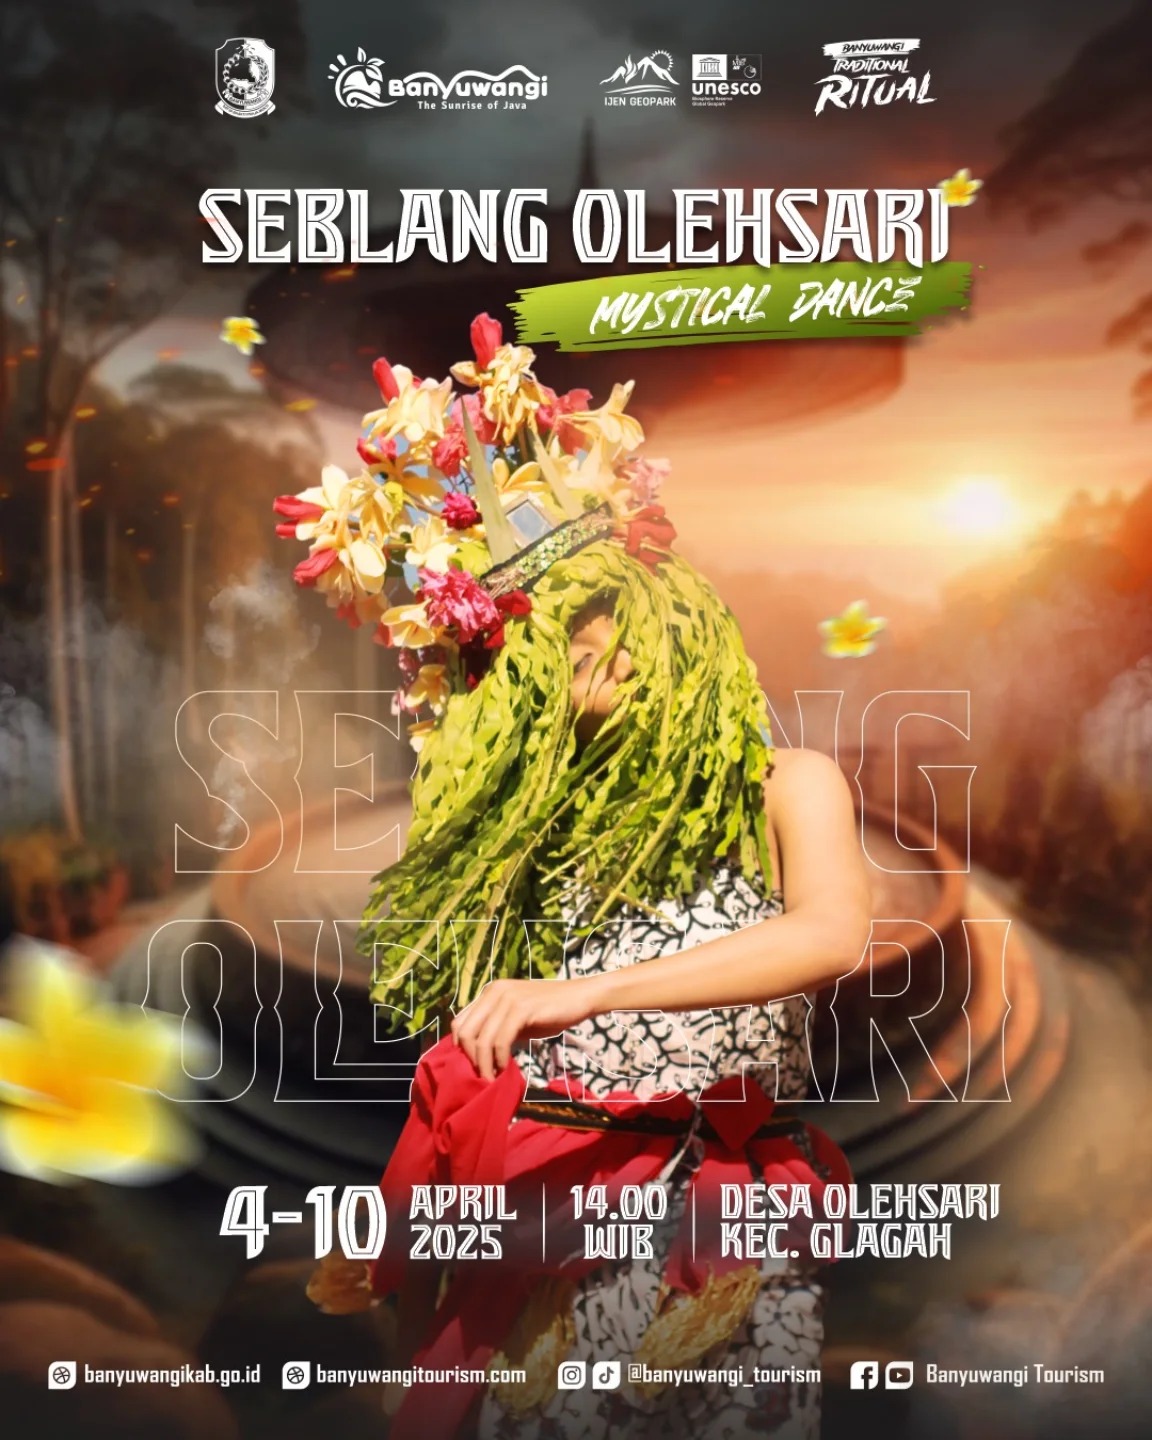 Banyuwangi
The Sunrise of Java
IJEN GEOPARK
unesco
BANYUWANGI
TRADITIONAL
RITUAL
SEBLANG OLEHSARI
MYSTICAL DANCE
SEBLANG
OLEHSARI
4-10 APRIL 2025
14.00 WIB
DESA OLEHSARI
KEC. GLAGAH
banyuwangikab.go.id
banyuwangitourism.com
@banyuwangi_tourism
Banyuwangi Tourism